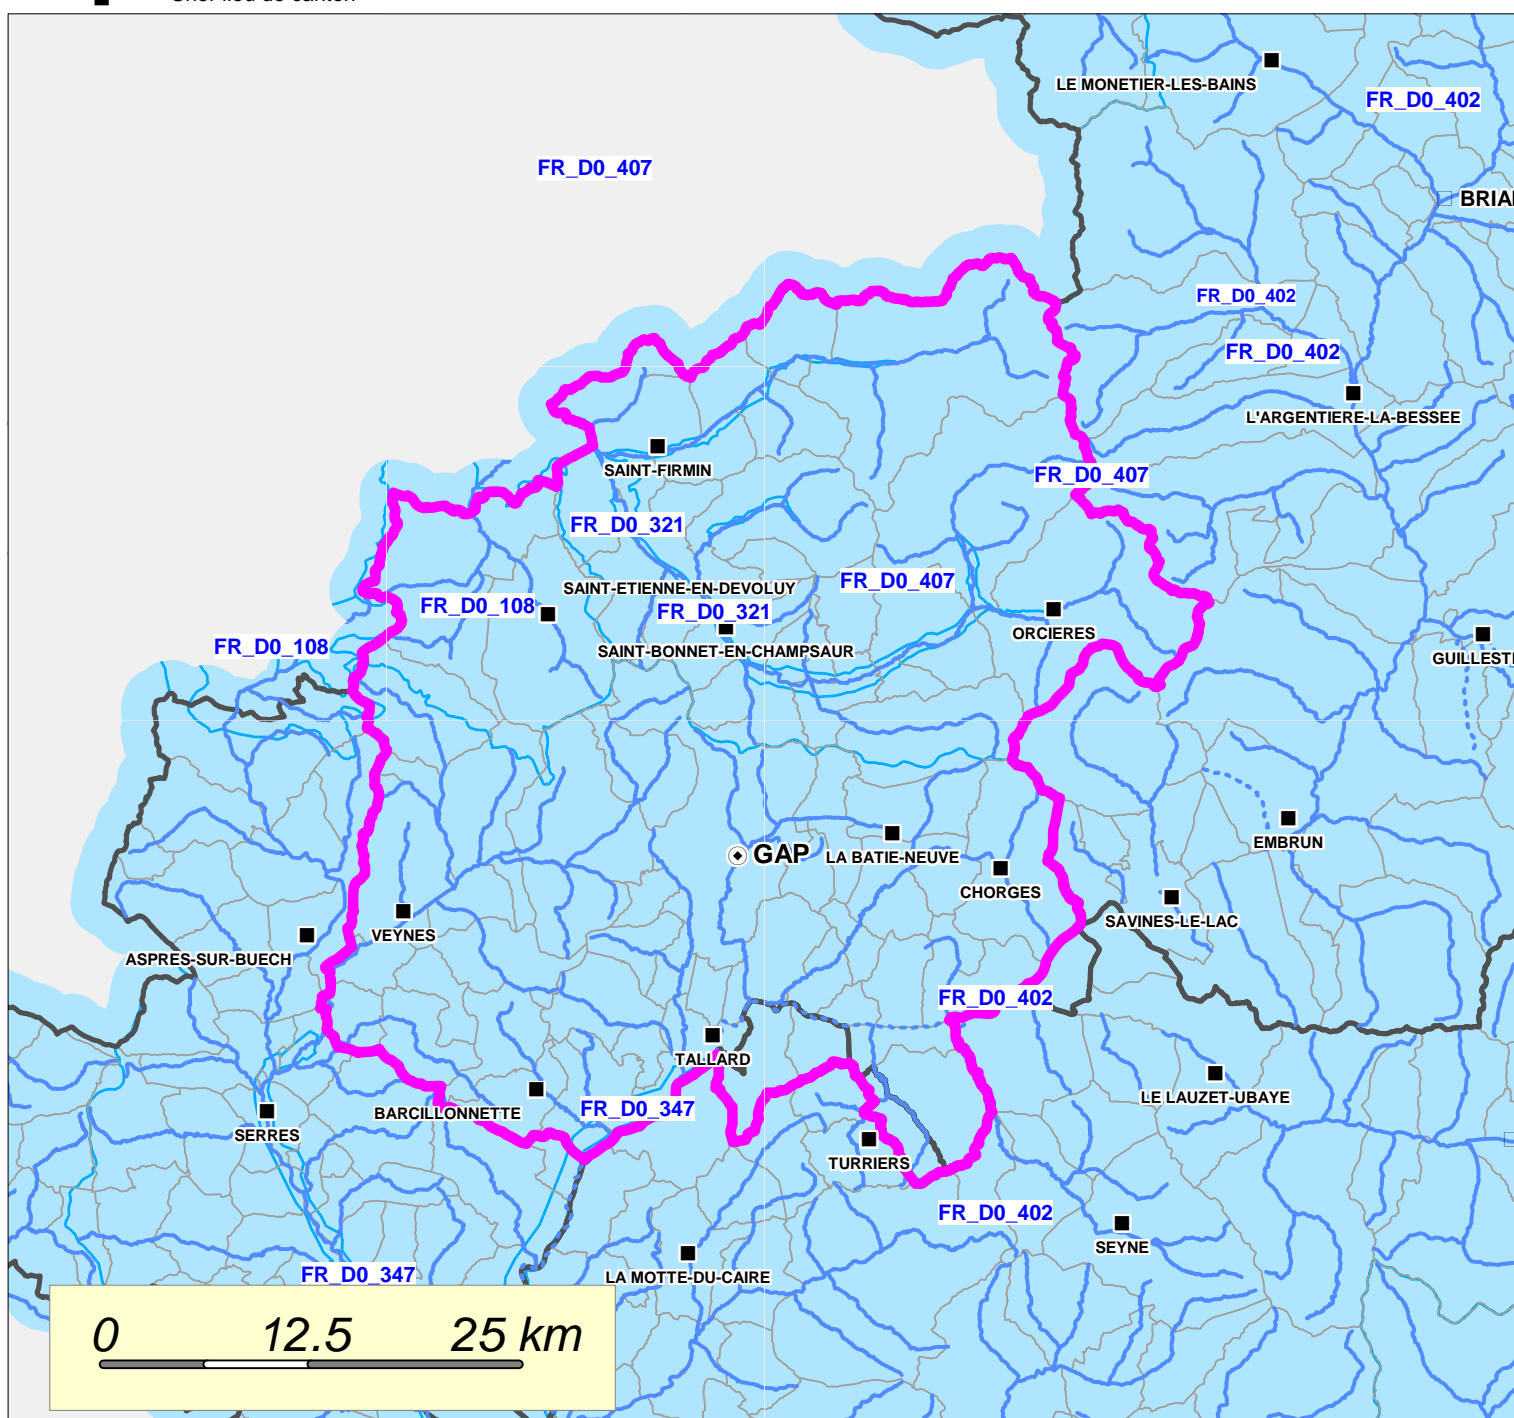 LE MONETIER-LES-BAINS
FR_D0_402
FR_D0_407
FR_D0_402
FR_D0_402
L'ARGENTIERE-LA-BESSEE
SAINT-FIRMIN
FR_D0_407
FR_D0_321
SAINT-ETIENNE-EN-DEVOLUY
FR_D0_407
FR_D0_108
FR_D0_321
ORCIERES
FR_D0_108
SAINT-BONNET-EN-CHAMPSAUR
GAP
LA BATIE-NEUVE
EMBRUN
CHORGES
SAVINES-LE-LAC
VEYNES
ASPRES-SUR-BUECH
FR_D0_402
TALLARD
LE LAUZET-UBAYE
BARCILLONNETTE
FR_D0_347
SERRES
TURRIERS
FR_D0_402
SEYNE
FR_D0_347
LA MOTTE-DU-CAIRE
0 12.5 25 km